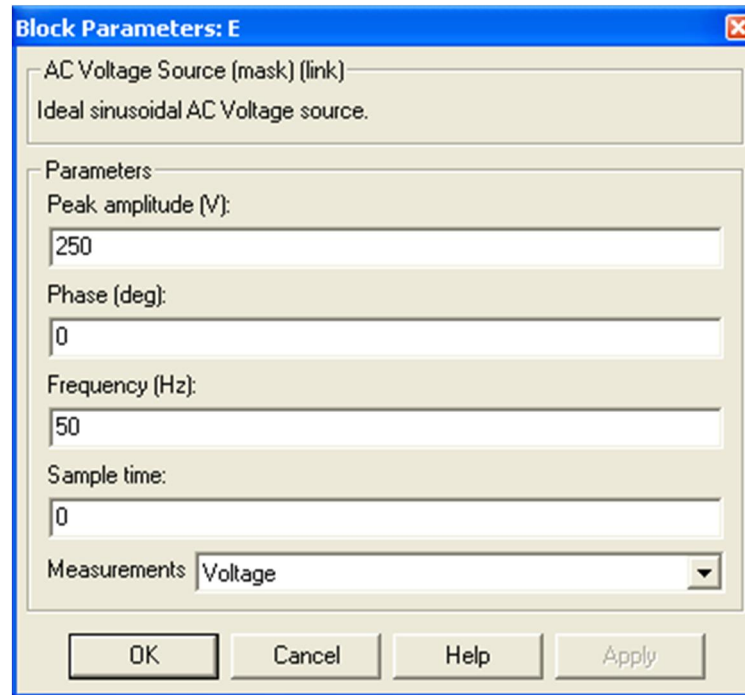 Block Parameters: E
AC Voltage Source (mask) (link)
Ideal sinusoidal AC Voltage source.
Parameters
Peak amplitude (V):
250
Phase (deg):
0
Frequency (Hz):
50
Sample time:
0
Measurements Voltage
OK Cancel Help Apply